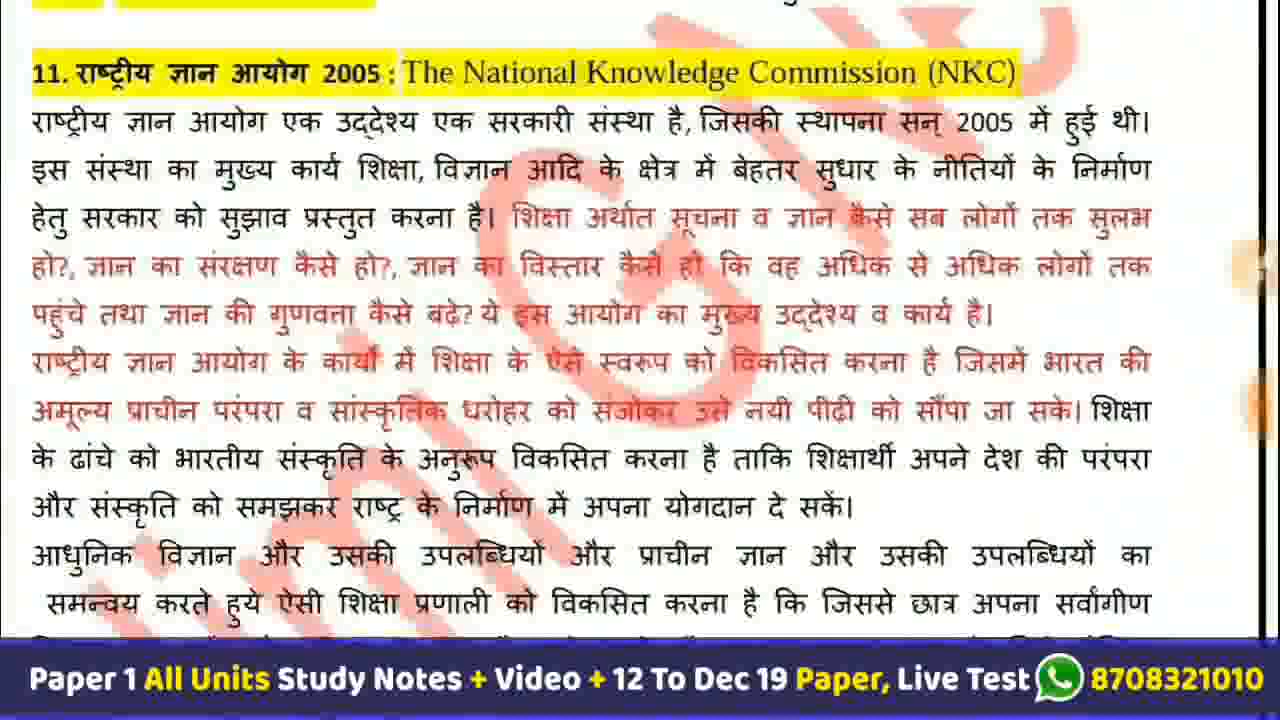 11. राष्ट्रीय ज्ञान आयोग 2005 : The National Knowledge Commission (NKC)
राष्ट्रीय ज्ञान आयोग एक उद्देश्य एक सरकारी संस्था है, जिसकी स्थापना सन् 2005 में हुई थी।
इस संस्था का मुख्य कार्य शिक्षा, विज्ञान आदि के क्षेत्र में बेहतर सुधार के नीतियों के निर्माण
हेतु सरकार को सुझाव प्रस्तुत करना है। शिक्षा अर्थात सूचना व ज्ञान कैसे सब लोगों तक सुलभ
हो?, ज्ञान का संरक्षण कैसे हो?, ज्ञान का विस्तार कैसे हो कि वह अधिक से अधिक लोगों तक
पहुंचे तथा ज्ञान की गुणवत्ता कैसे बढ़े? ये इस आयोग का मुख्य उद्देश्य व कार्य है।
राष्ट्रीय ज्ञान आयोग के कार्यों में शिक्षा के ऐसे स्वरूप को विकसित करना है जिसमें भारत की
अमूल्य प्राचीन परंपरा व सांस्कृतिक धरोहर को संजोकर उसे नयी पीढी को सौंपा जा सके। शिक्षा
के ढांचे को भारतीय संस्कृति के अनुरूप विकसित करना है ताकि शिक्षार्थी अपने देश की परंपरा
और संस्कृति को समझकर राष्ट्र के निर्माण में अपना योगदान दे सकें।
आधुनिक विज्ञान और उसकी उपलब्धियों और प्राचीन ज्ञान और उसकी उपलब्धियों का
समन्वय करते हुये ऐसी शिक्षा प्रणाली को विकसित करना है कि जिससे छात्र अपना सर्वांगीण
Paper 1 All Units Study Notes + Video + 12 To Dec 19 Paper, Live Test 8708321010